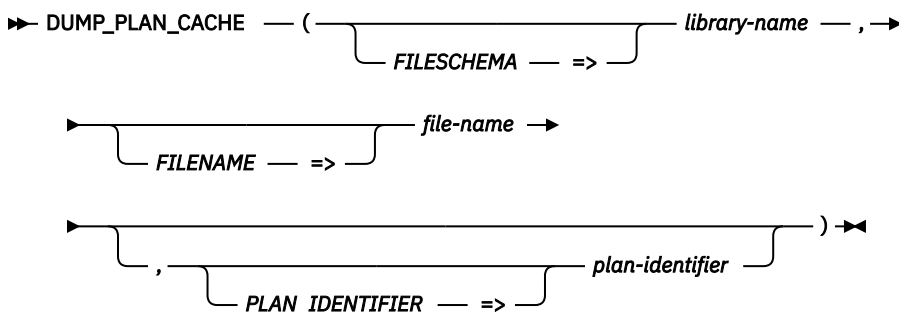 DUMP_PLAN_CACHE ( library-name ,
FILESCHEMA =>
file-name
FILENAME =>
)
, plan-identifier
PLAN IDENTIFIER =>